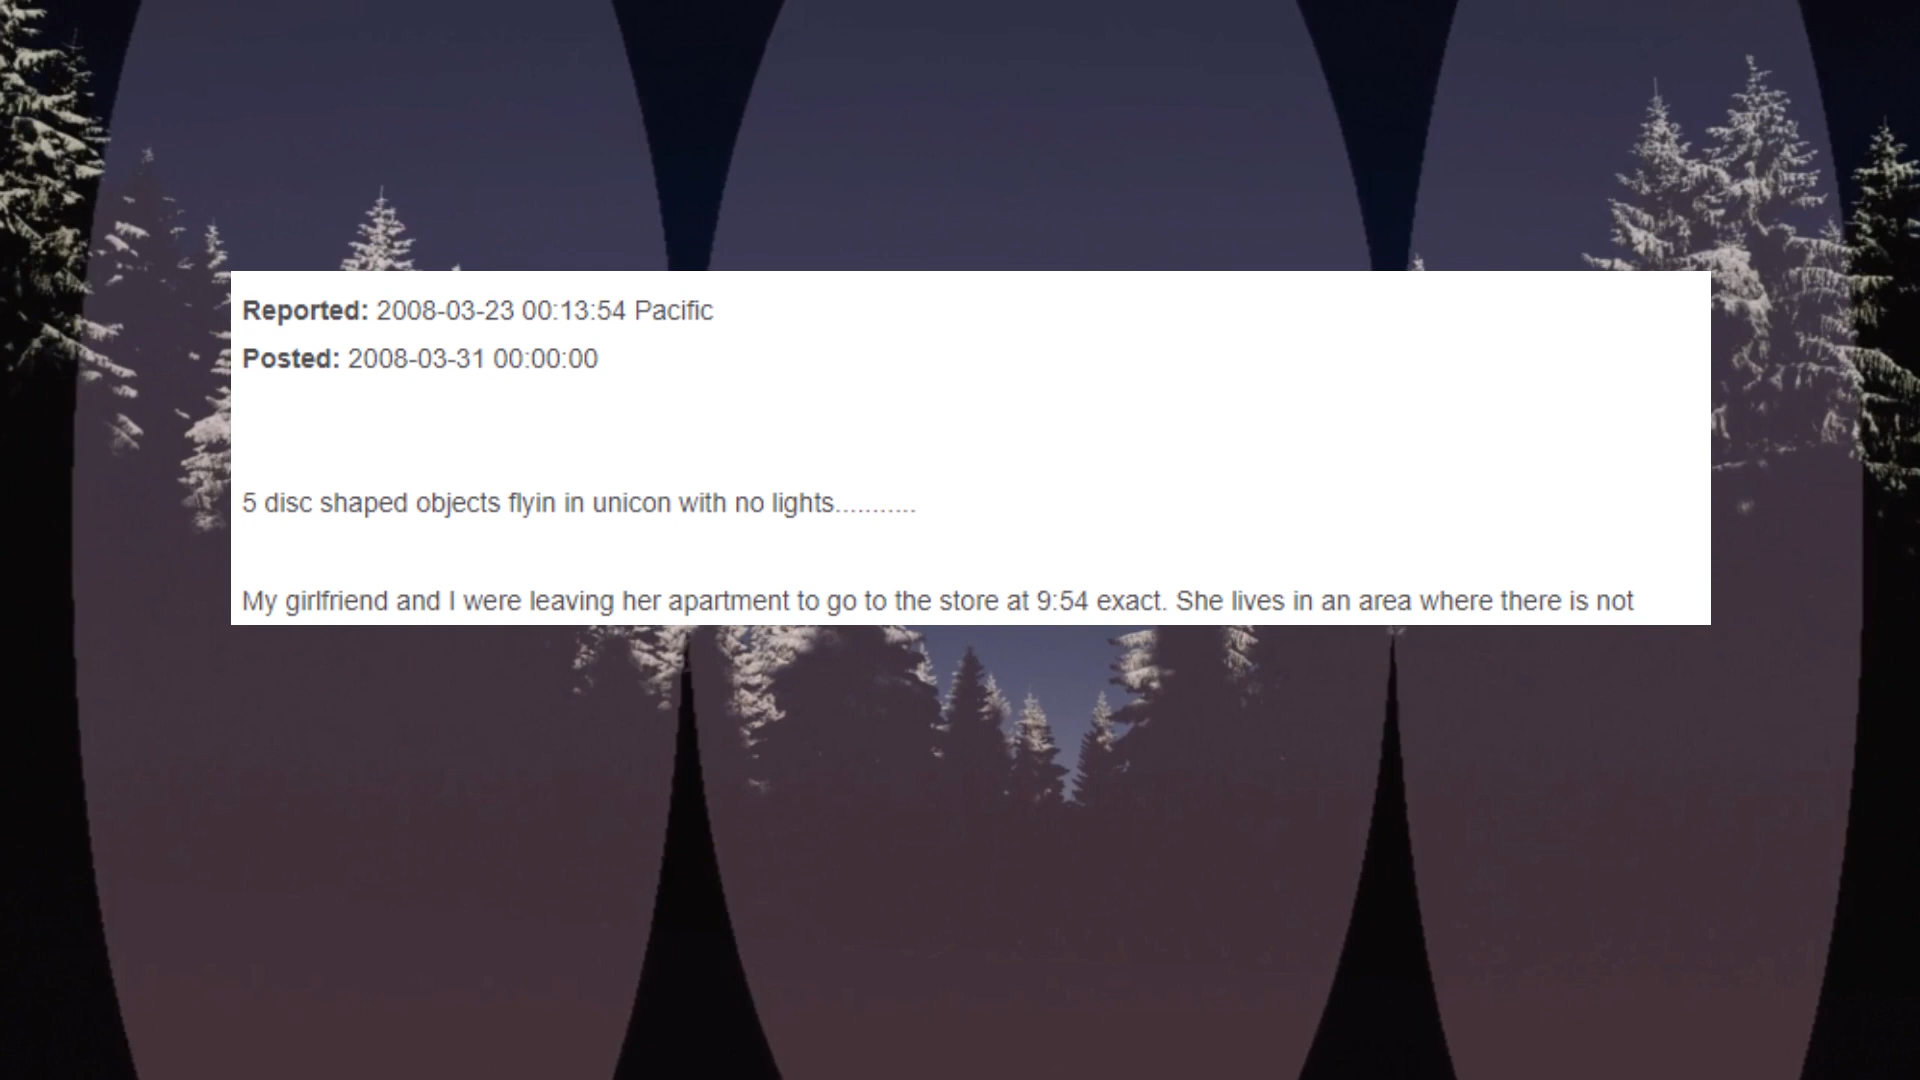 Reported: 2008-03-23 00:13:54 Pacific
Posted: 2008-03-31 00:00:00
5 disc shaped objects flyin in unicon with no lights...........
My girlfriend and I were leaving her apartment to go to the store at 9:54 exact. She lives in an area where there is not